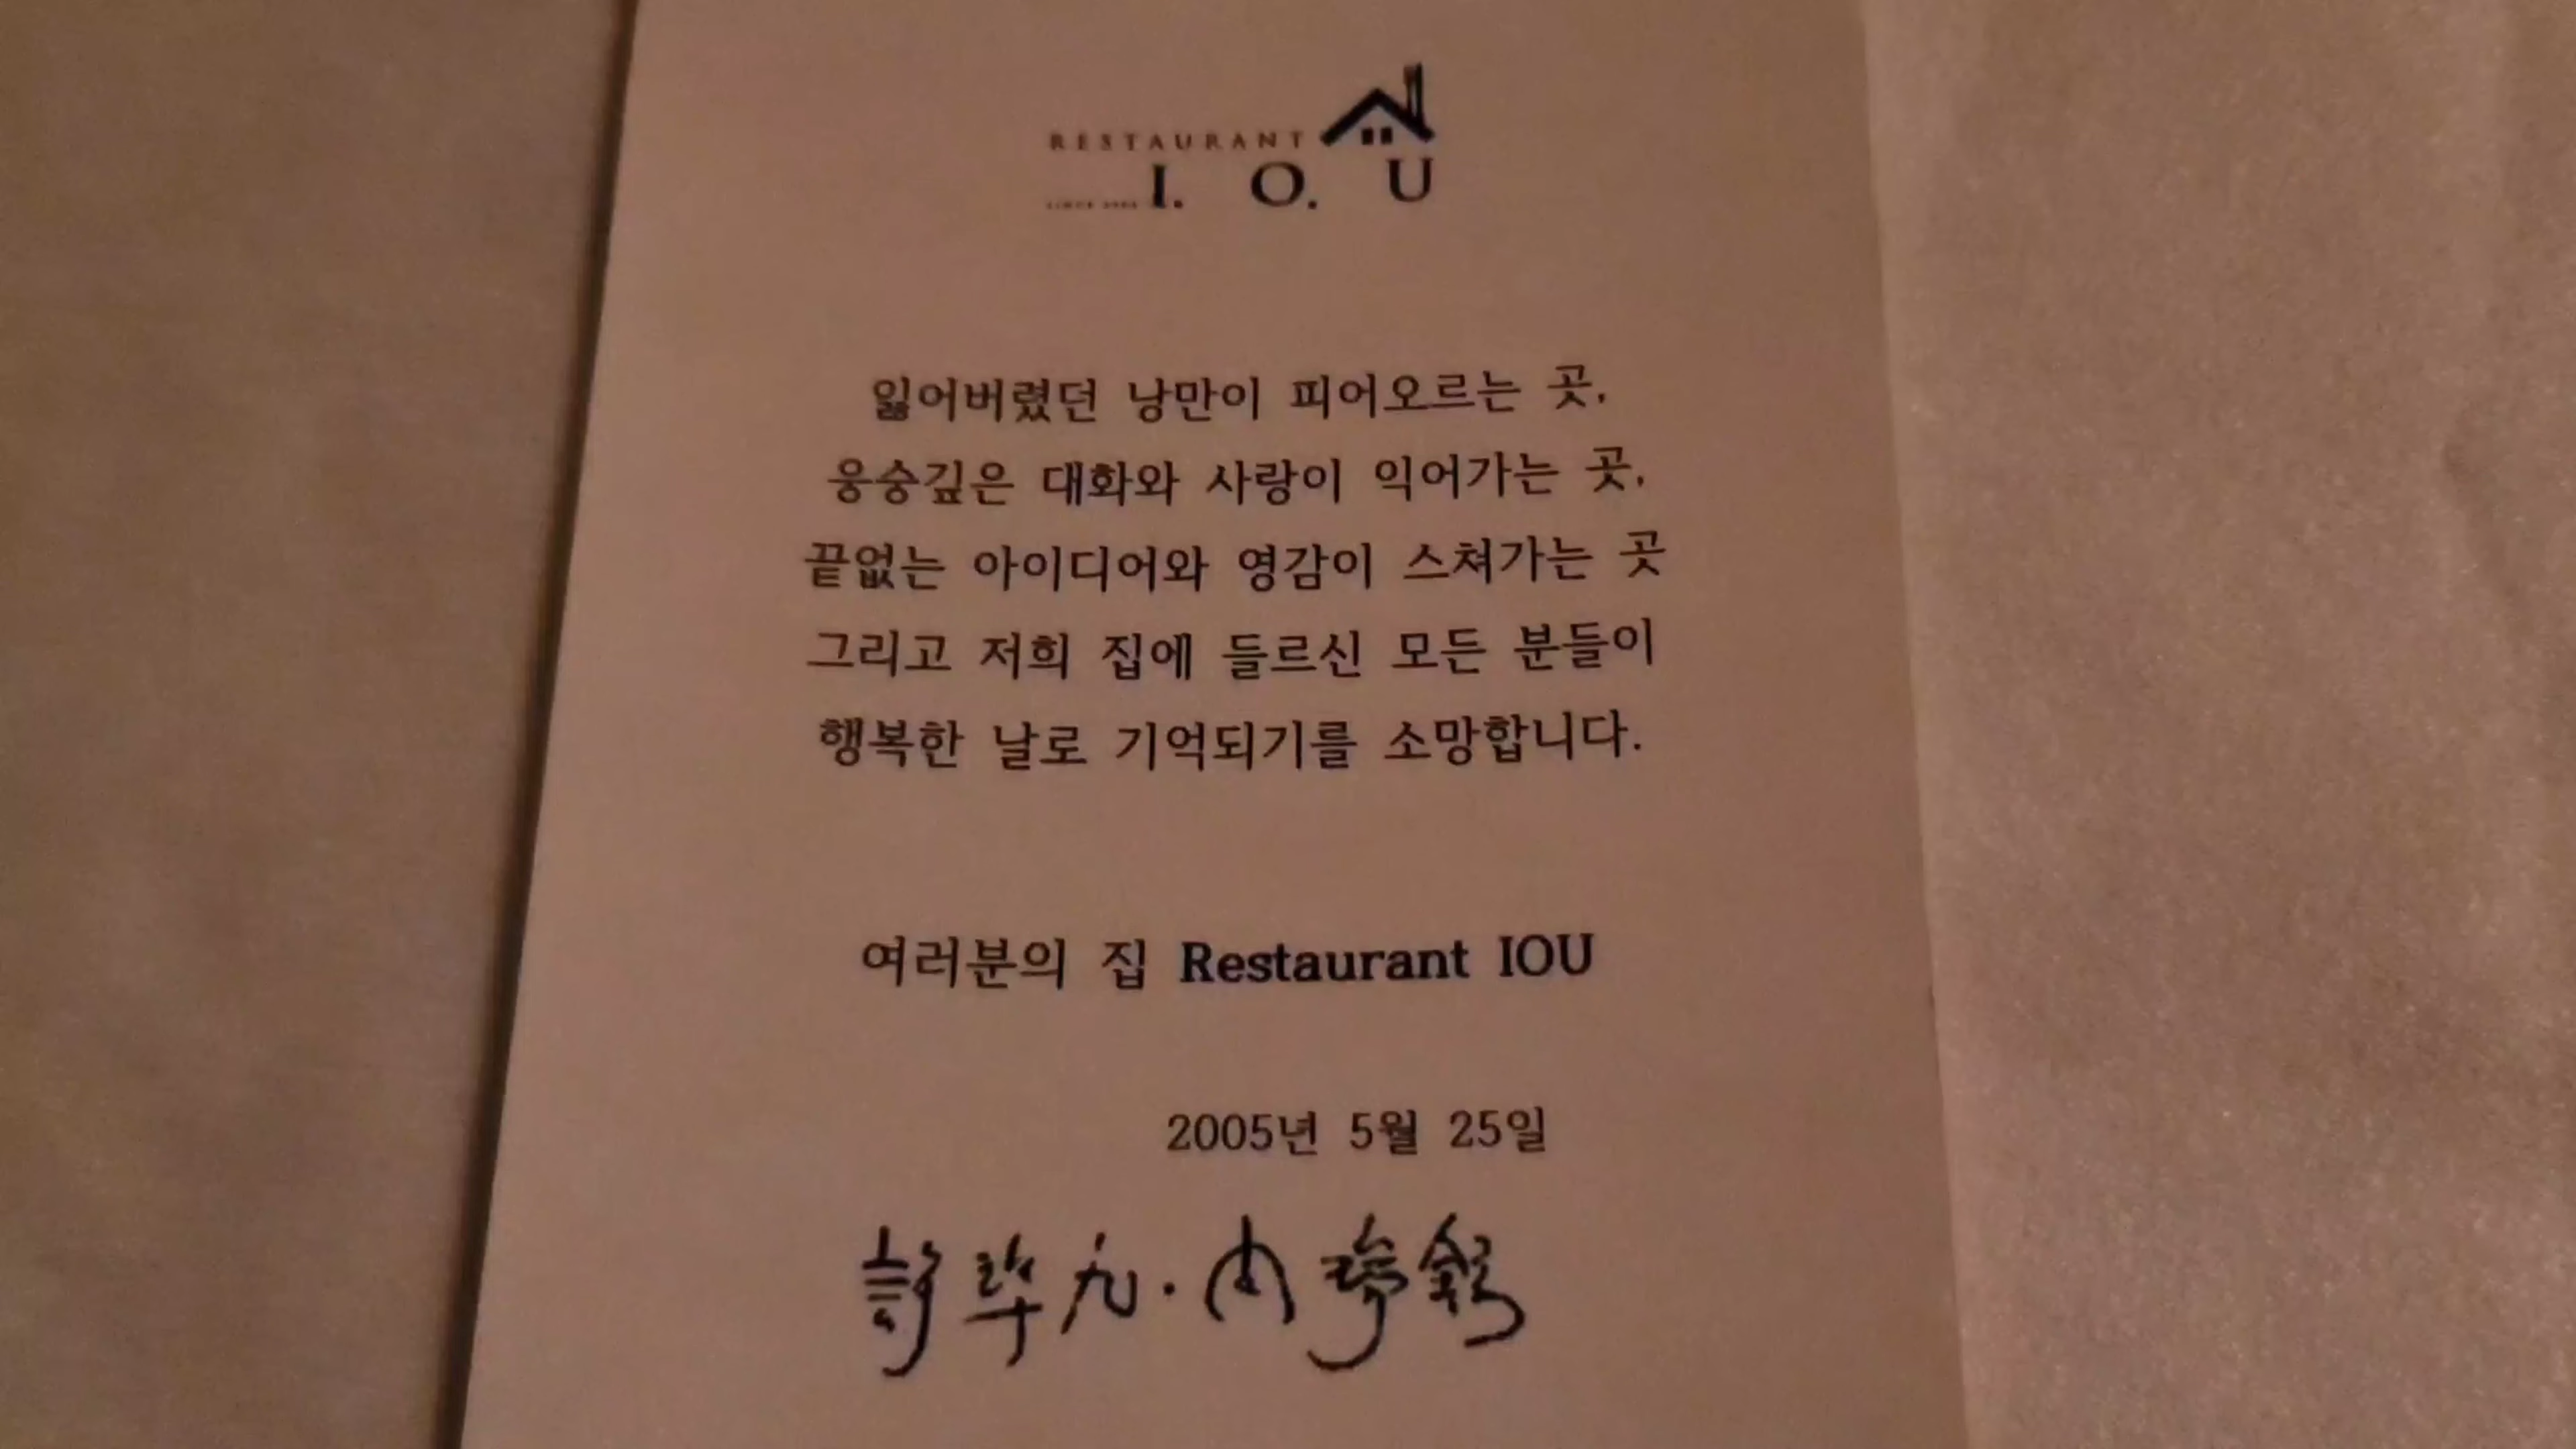 RESTAURANT
I. O. U
잃어버렸던 낭만이 피어오르는 곳,
웅숭깊은 대화와 사랑이 익어가는 곳,
끝없는 아이디어와 영감이 스쳐가는 곳
그리고 저희 집에 들르신 모든 분들이
행복한 날로 기억되기를 소망합니다.
여러분의 집 Restaurant IOU
2005년 5월 25일